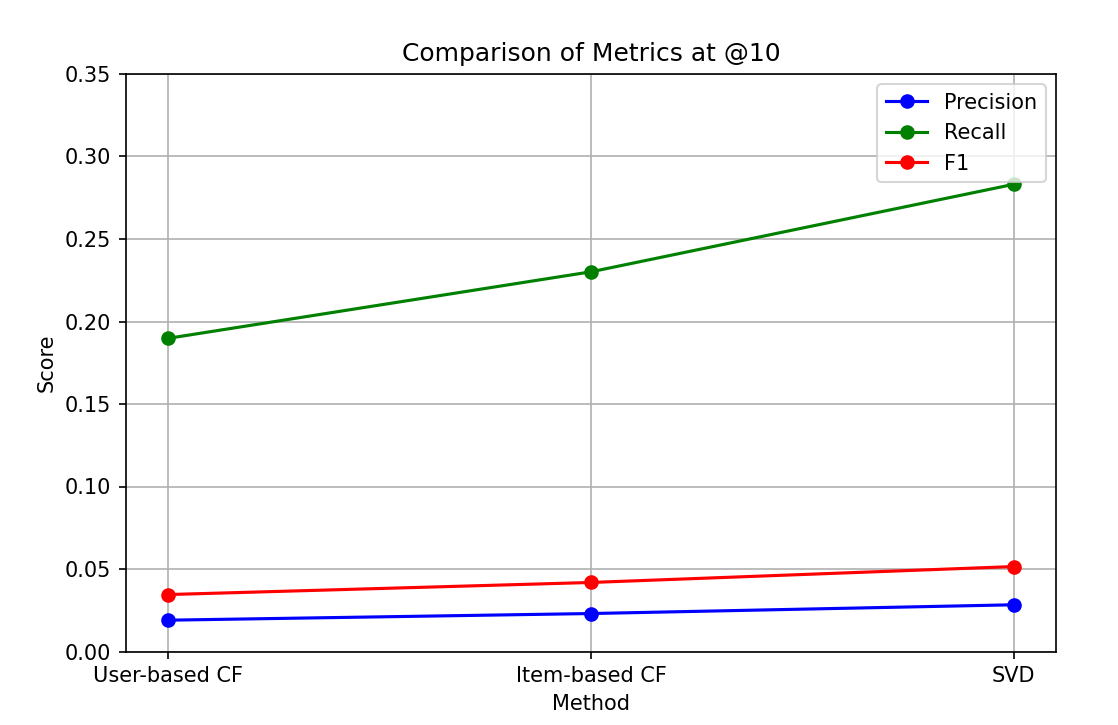 Comparison of Metrics at @10
0.35
0.30
0.25
0.20
0.15
0.10
0.05
0.00
Score
Precision
Recall
F1
User-based CF
Item-based CF
SVD
Method